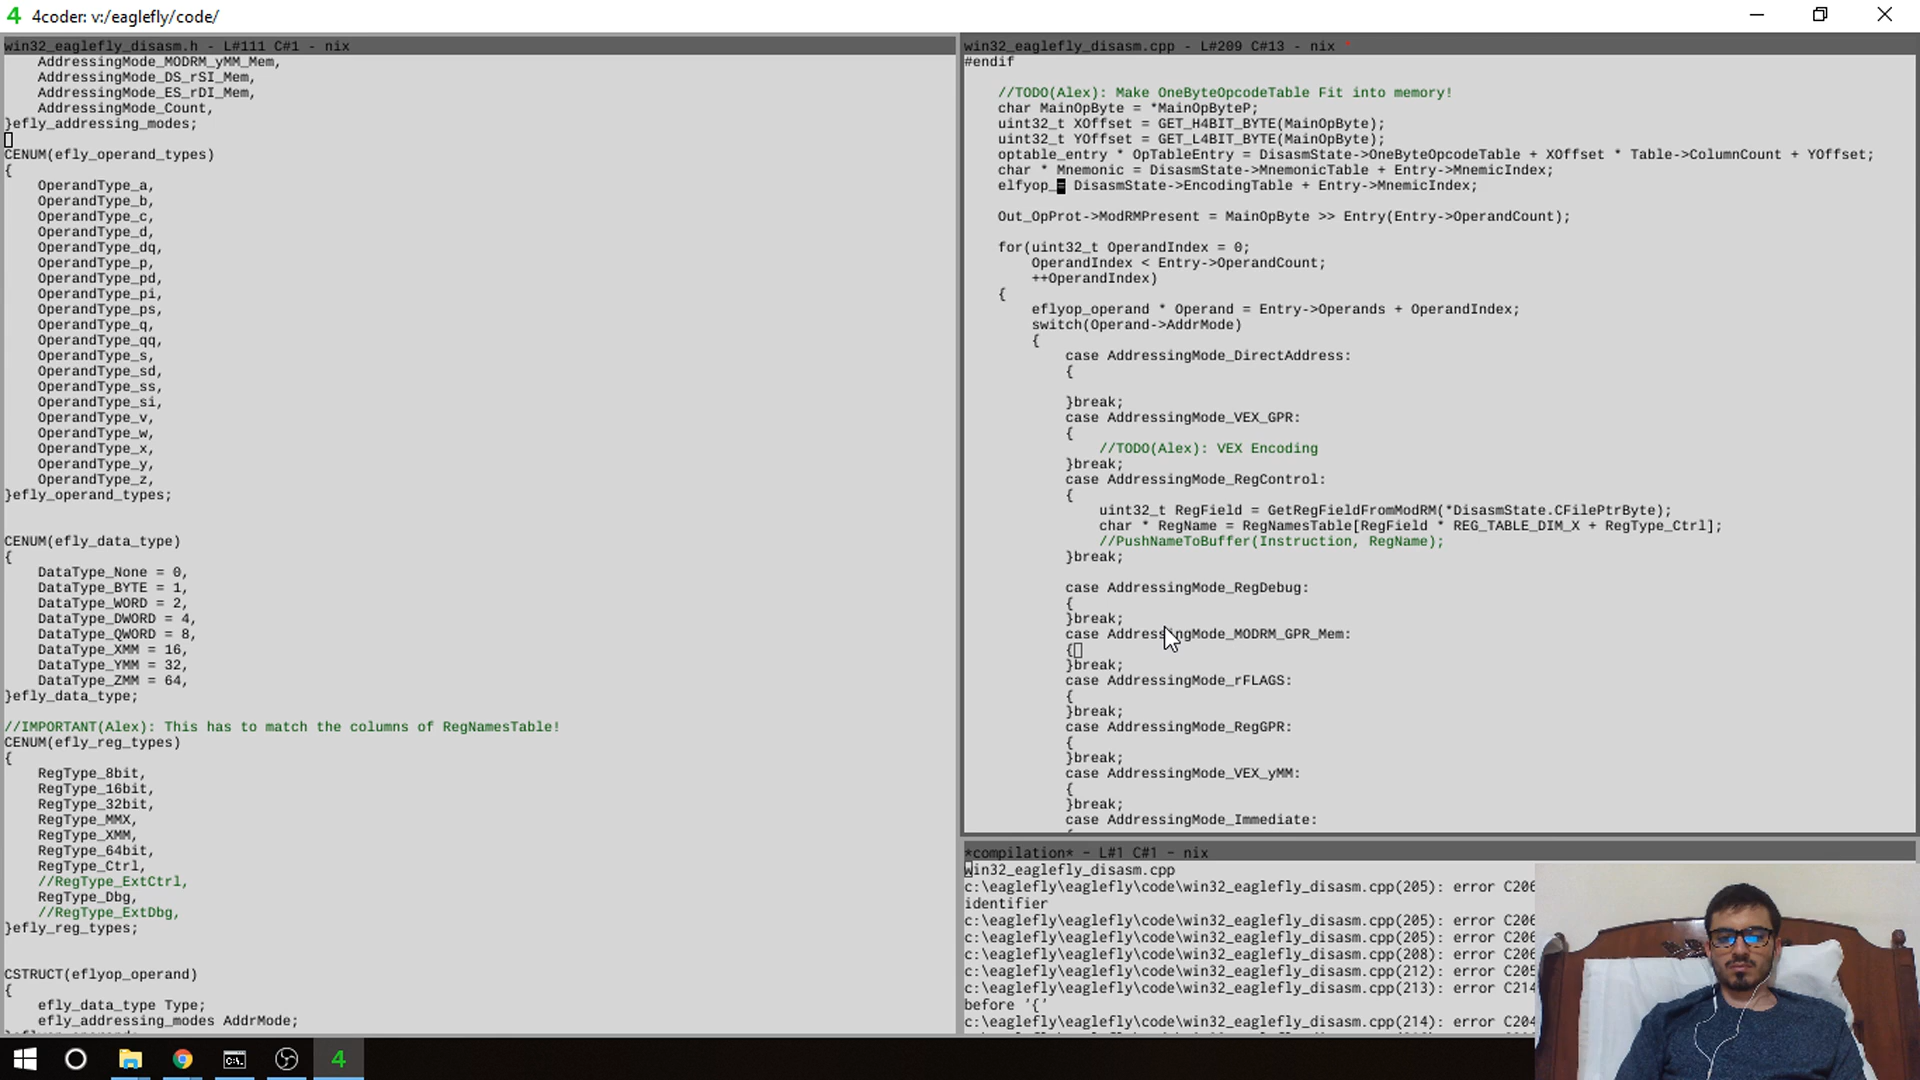 4 4coder: v:/eaglefly/code/
win32_eaglefly_disasm.h - L#111 C#1 - nix
    AddressingMode_MODRM_yMM_Mem,
    AddressingMode_DS_rSI_Mem,
    AddressingMode_ES_rDI_Mem,
    AddressingMode_Count,
}efly_addressing_modes;
CENUM(efly_operand_types)
{
    OperandType_a,
    OperandType_b,
    OperandType_c,
    OperandType_d,
    OperandType_dq,
    OperandType_p,
    OperandType_pd,
    OperandType_pi,
    OperandType_ps,
    OperandType_q,
    OperandType_qq,
    OperandType_s,
    OperandType_sd,
    OperandType_ss,
    OperandType_si,
    OperandType_v,
    OperandType_w,
    OperandType_x,
    OperandType_y,
    OperandType_z,
}efly_operand_types;
CENUM(efly_data_type)
{
    DataType_None = 0,
    DataType_BYTE = 1,
    DataType_WORD = 2,
    DataType_DWORD = 4,
    DataType_QWORD = 8,
    DataType_XMM = 16,
    DataType_YMM = 32,
    DataType_ZMM = 64,
}efly_data_type;
//IMPORTANT(Alex): This has to match the columns of RegNamesTable!
CENUM(efly_reg_types)
{
    RegType_8bit,
    RegType_16bit,
    RegType_32bit,
    RegType_MMX,
    RegType_XMM,
    RegType_64bit,
    RegType_Ctrl,
    //RegType_ExtCtrl,
    RegType_Dbg,
    //RegType_ExtDbg,
}efly_reg_types;
CSTRUCT(eflyop_operand)
{
    efly_data_type Type;
    efly_addressing_modes AddrMode;
win32_eaglefly_disasm.cpp - L#209 C#13 - nix *
#endif
    //TODO(Alex): Make OneByteOpcodeTable Fit into memory!
    char MainOpByte = *MainOpByteP;
    uint32_t XOffset = GET_H4BIT_BYTE(MainOpByte);
    uint32_t YOffset = GET_L4BIT_BYTE(MainOpByte);
    optable_entry * OpTableEntry = DisasmState->OneByteOpcodeTable + XOffset * Table->ColumnCount + YOffset;
    char * Mnemonic = DisasmState->MnemonicTable + Entry->MnemicIndex;
    elfyop_= DisasmState->EncodingTable + Entry->MnemicIndex;
    Out_OpProt->ModRMPresent = MainOpByte >> Entry(Entry->OperandCount);
    for(uint32_t OperandIndex = 0;
        OperandIndex < Entry->OperandCount;
        ++OperandIndex)
    {
        eflyop_operand * Operand = Entry->Operands + OperandIndex;
        switch(Operand->AddrMode)
        {
            case AddressingMode_DirectAddress:
            {
            }break;
            case AddressingMode_VEX_GPR:
            {
                //TODO(Alex): VEX Encoding
            }break;
            case AddressingMode_RegControl:
            {
                uint32_t RegField = GetRegFieldFromModRM(*DisasmState.CFilePtrByte);
                char * RegName = RegNamesTable[RegField * REG_TABLE_DIM_X + RegType_Ctrl];
                //PushNameToBuffer(Instruction, RegName);
            }break;
            case AddressingMode_RegDebug:
            {
            }break;
            case AddressingMode_MODRM_GPR_Mem:
            {
            }break;
            case AddressingMode_rFLAGS:
            {
            }break;
            case AddressingMode_RegGPR:
            {
            }break;
            case AddressingMode_VEX_yMM:
            {
            }break;
            case AddressingMode_Immediate:
*compilation* - L#1 C#1 - nix
win32_eaglefly_disasm.cpp
c:\eaglefly\eaglefly\code\win32_eaglefly_disasm.cpp(205): error C206
identifier
c:\eaglefly\eaglefly\code\win32_eaglefly_disasm.cpp(205): error C206
c:\eaglefly\eaglefly\code\win32_eaglefly_disasm.cpp(205): error C206
c:\eaglefly\eaglefly\code\win32_eaglefly_disasm.cpp(208): error C206
c:\eaglefly\eaglefly\code\win32_eaglefly_disasm.cpp(212): error C205
c:\eaglefly\eaglefly\code\win32_eaglefly_disasm.cpp(213): error C214
before '{'
c:\eaglefly\eaglefly\code\win32_eaglefly_disasm.cpp(214): error C204
4